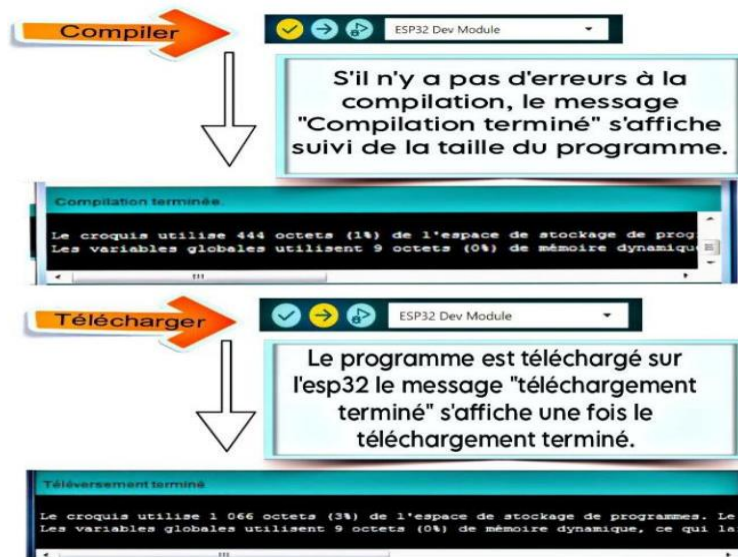 Compiler
ESP32 Dev Module
S'il n'y a pas d'erreurs à la
compilation, le message
"Compilation terminé" s'affiche
suivi de la taille du programme.
Compilation terminée.
Le croquis utilise 444 octets (1%) de l'espace de stockage de prog
Les variables globales utilisent 9 octets (0%) de mémoire dynamiqu
Télécharger
ESP32 Dev Module
Le programme est téléchargé sur
l'esp32 le message "téléchargement
terminé" s'affiche une fois le
téléchargement terminé.
Téléversement terminé
Le croquis utilise 1 066 octets (3%) de l'espace de stockage de programmes. Le
Les variables globales utilisent 9 octets (0%) de mémoire dynamique, ce qui la